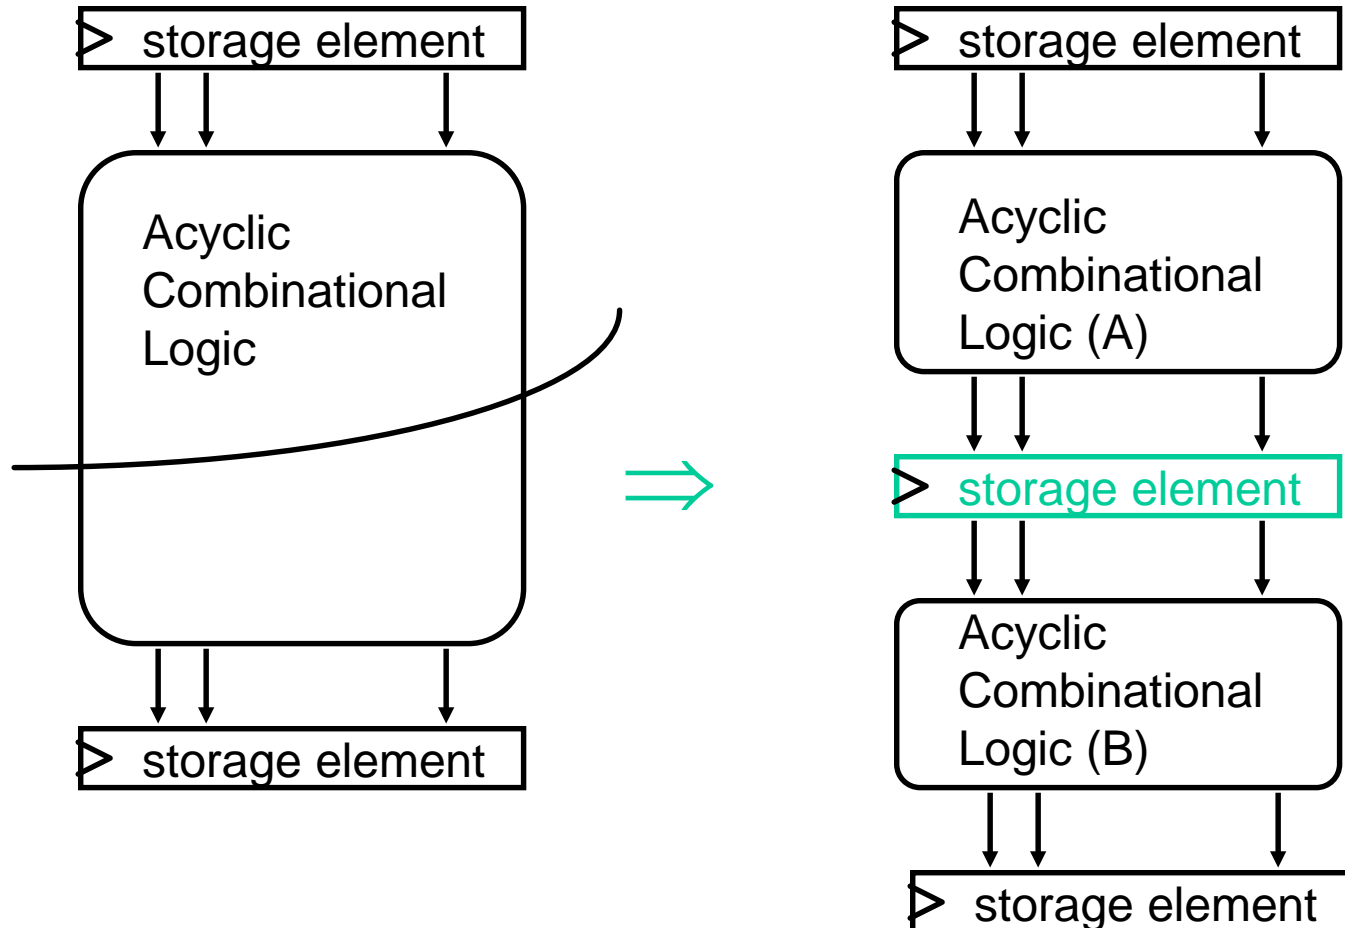 storage element
Acyclic
Combinational
Logic
storage element
⇒
storage element
Acyclic
Combinational
Logic (A)
storage element
Acyclic
Combinational
Logic (B)
storage element